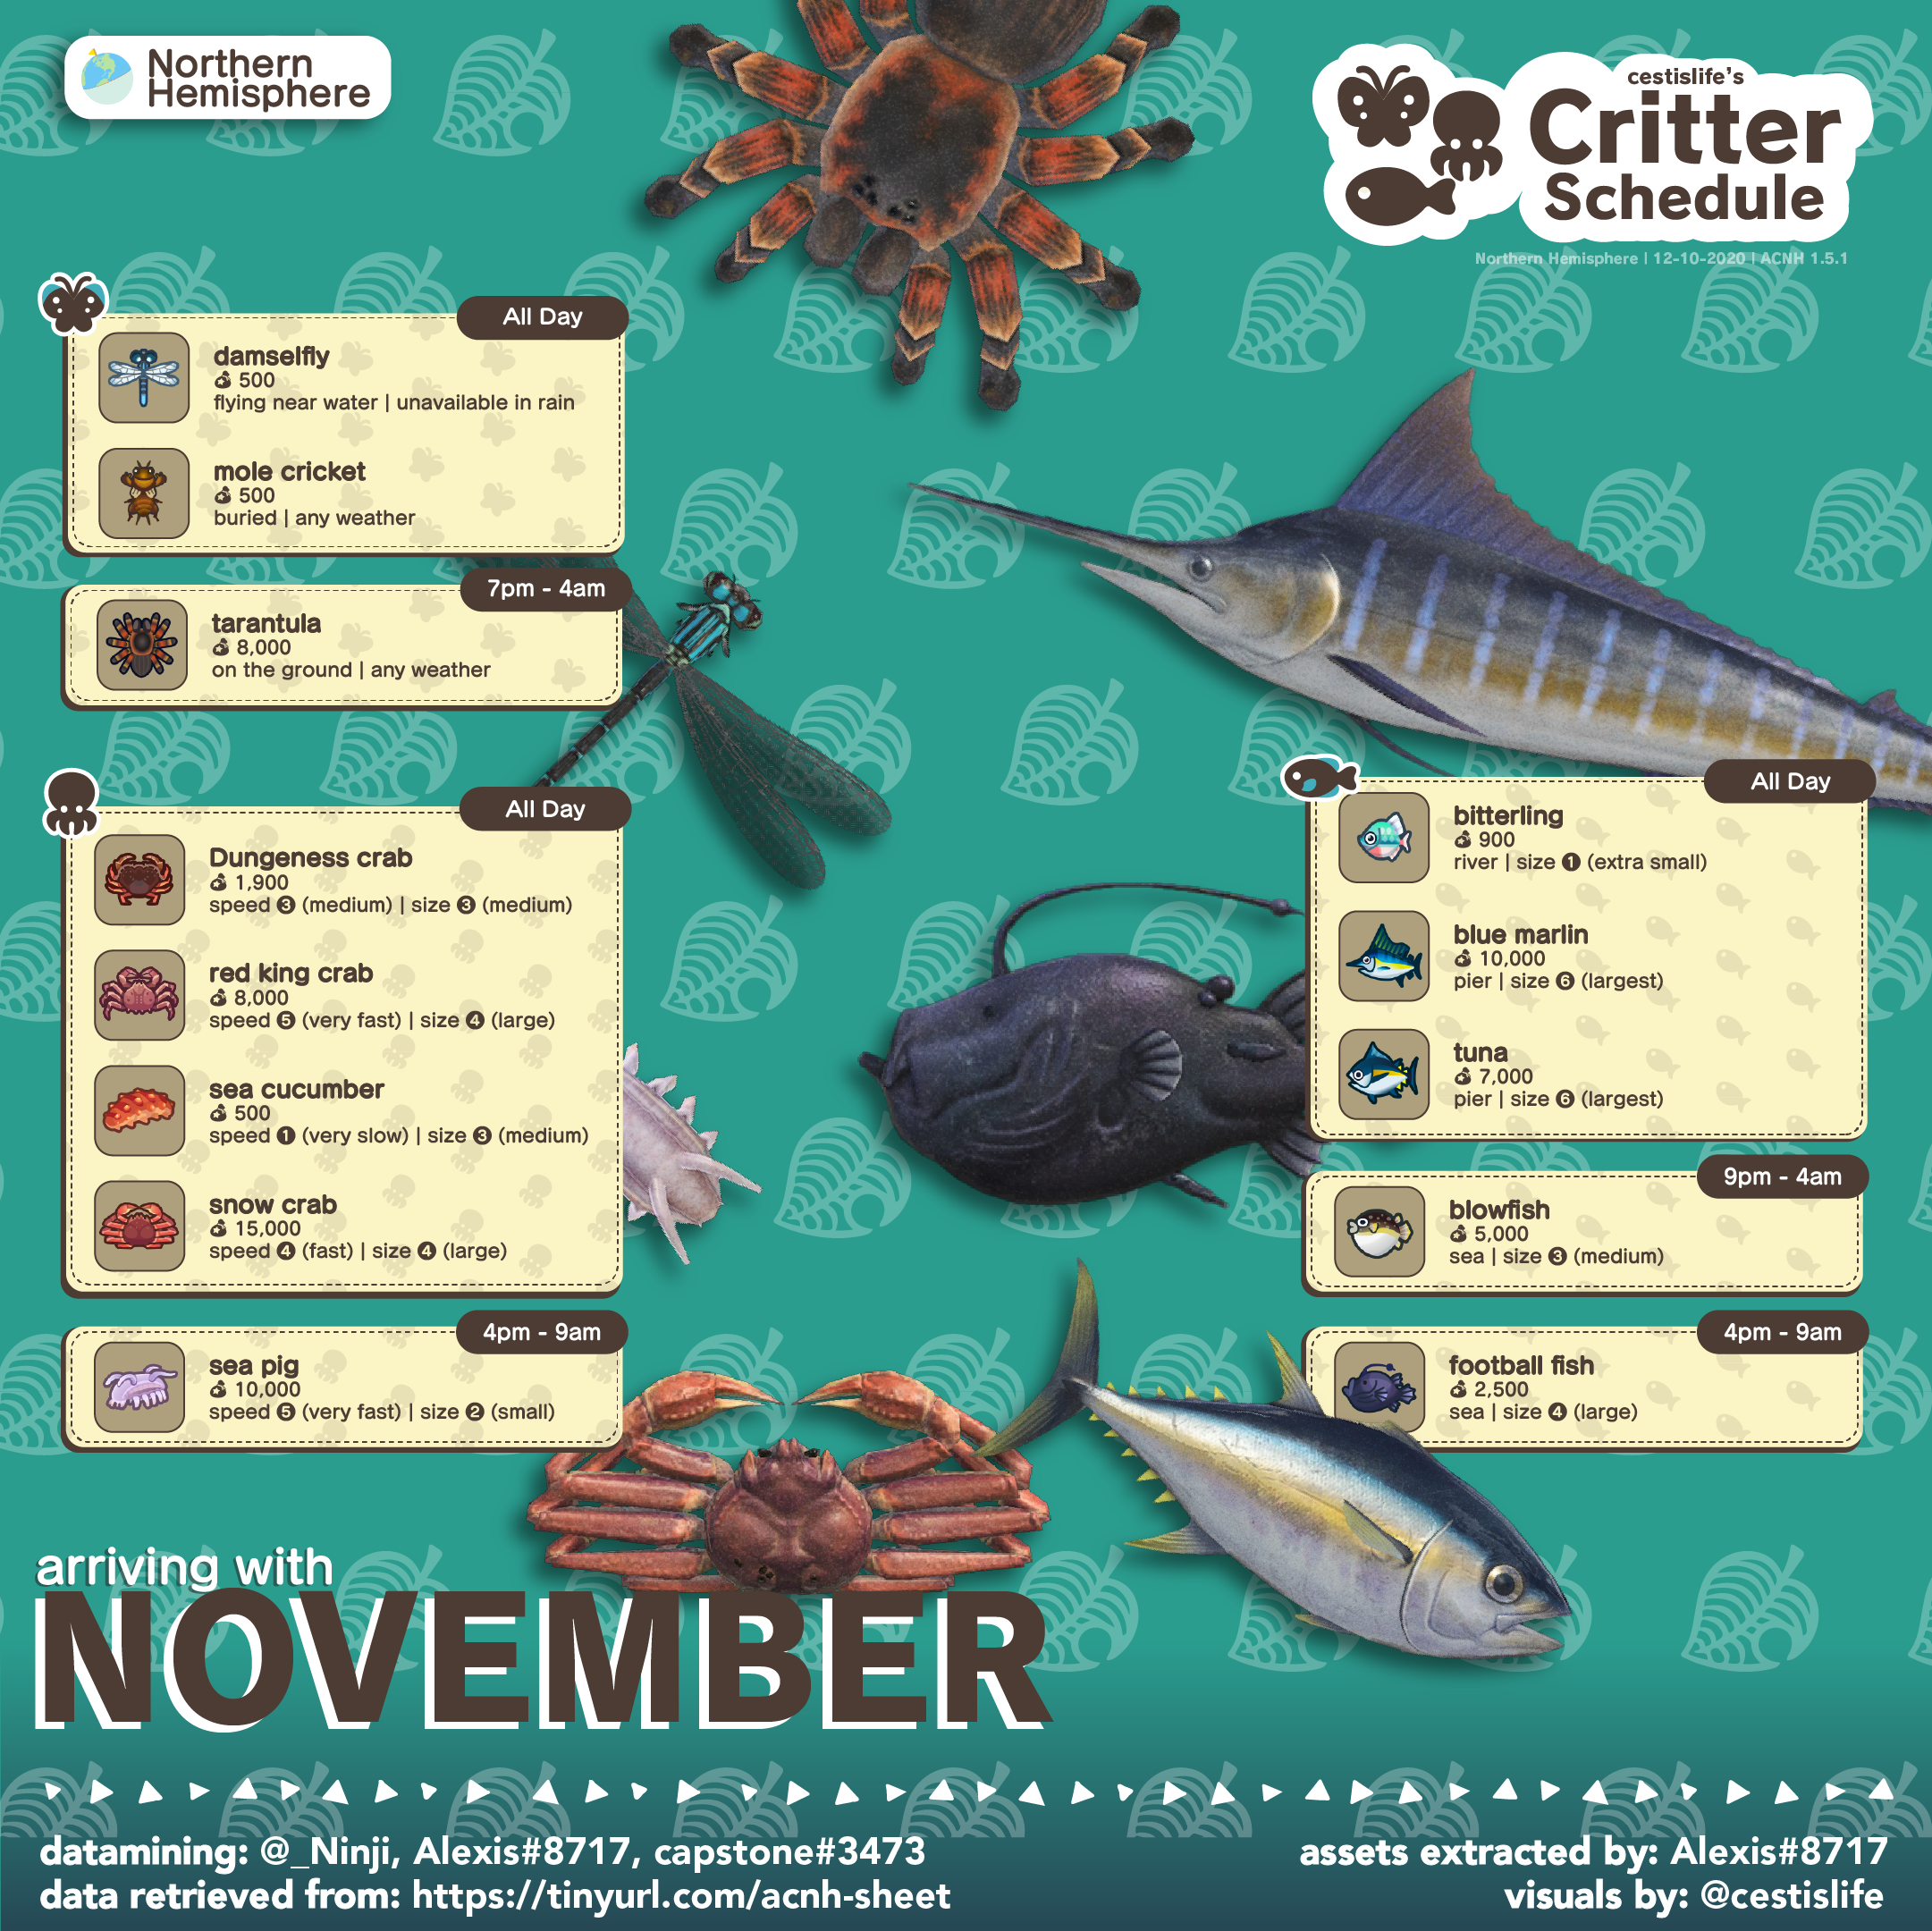 Northern
Hemisphere
cestislife's
Critter
Schedule
Northern Hemisphere | 12-10-2020 | ACNH 1.5.1
All Day
damselfly
500
flying near water | unavailable in rain
mole cricket
500
buried | any weather
7pm - 4am
tarantula
8,000
on the ground | any weather
All Day
Dungeness crab
1,900
speed 3 (medium) | size 3 (medium)
red king crab
8,000
speed 5 (very fast) | size 4 (large)
sea cucumber
500
speed 1 (very slow) | size 3 (medium)
snow crab
15,000
speed 4 (fast) | size 4 (large)
4pm - 9am
sea pig
10,000
speed 5 (very fast) | size 2 (small)
All Day
bitterling
900
river | size 1 (extra small)
blue marlin
10,000
pier | size 6 (largest)
tuna
7,000
pier | size 6 (largest)
9pm - 4am
blowfish
5,000
sea | size 3 (medium)
4pm - 9am
football fish
2,500
sea | size 4 (large)
arriving with
NOVEMBER
datamining: @_Ninji, Alexis#8717, capstone#3473
data retrieved from: https://tinyurl.com/acnh-sheet
assets extracted by: Alexis#8717
visuals by: @cestislife